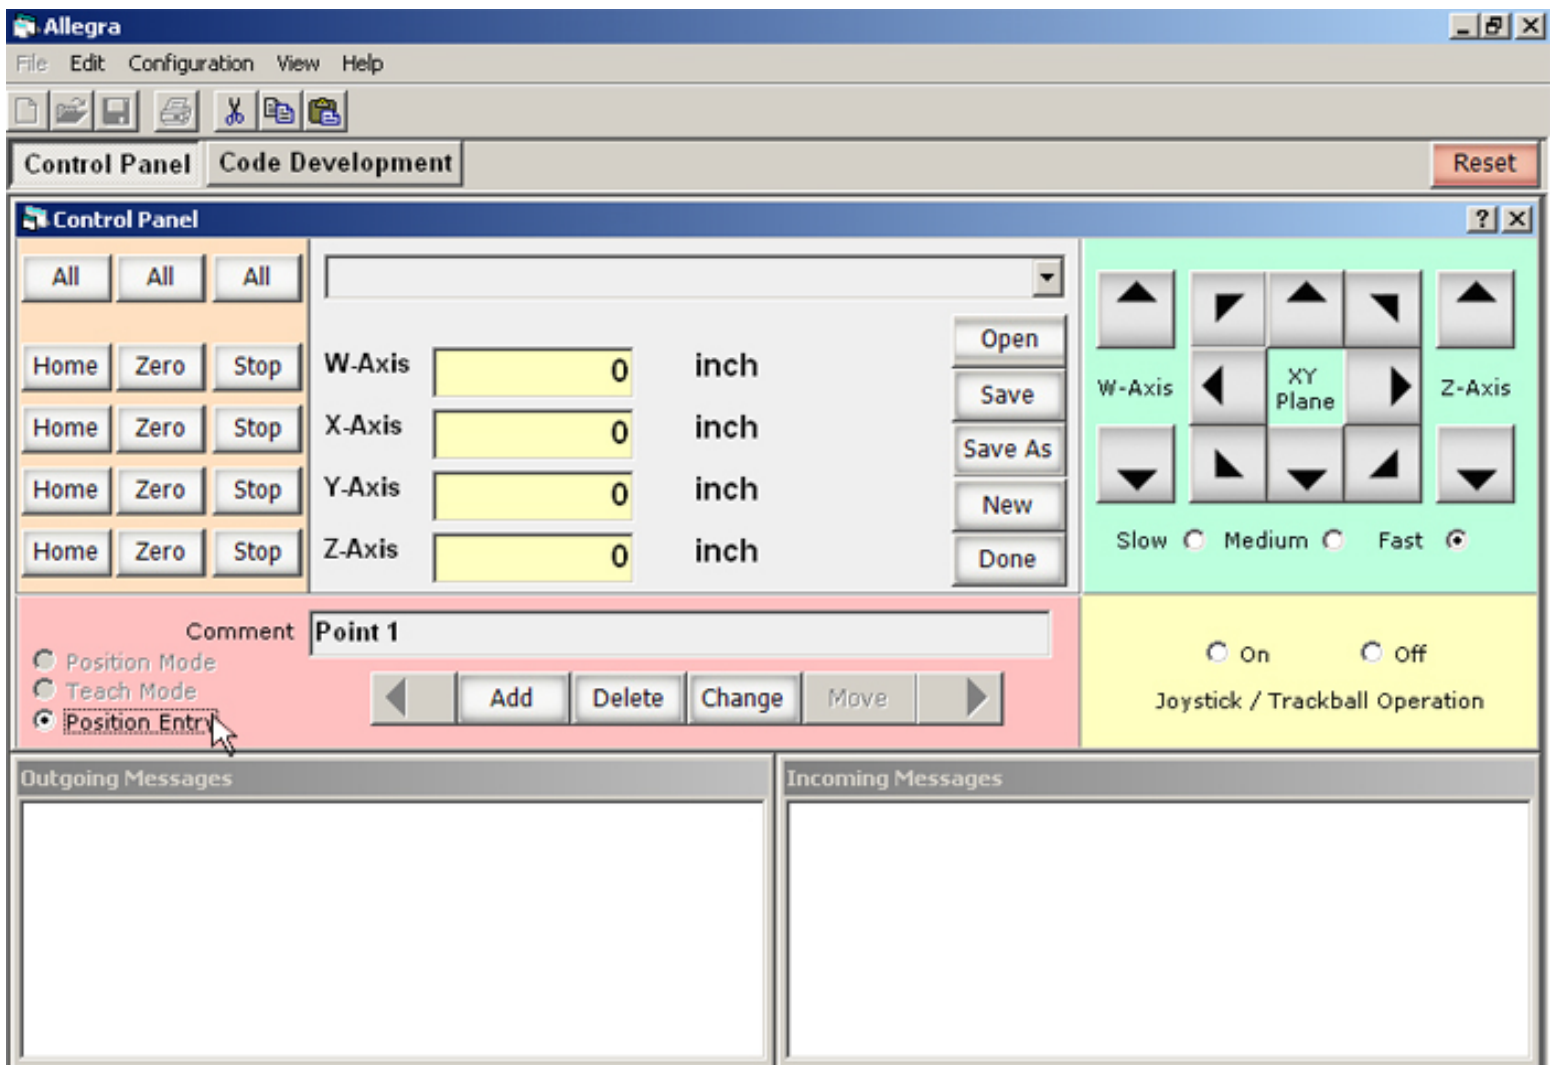 Allegra
File Edit Configuration View Help
Control Panel Code Development Reset
Control Panel
All All All
Home Zero Stop W-Axis 0 inch Open
Home Zero Stop X-Axis 0 inch Save
Save As
Home Zero Stop Y-Axis 0 inch New
Home Zero Stop Z-Axis 0 inch Done
W-Axis XY Plane Z-Axis
Slow Medium Fast
Comment Point 1
Position Mode
Teach Mode
Position Entry
Add Delete Change Move
On Off
Joystick / Trackball Operation
Outgoing Messages Incoming Messages